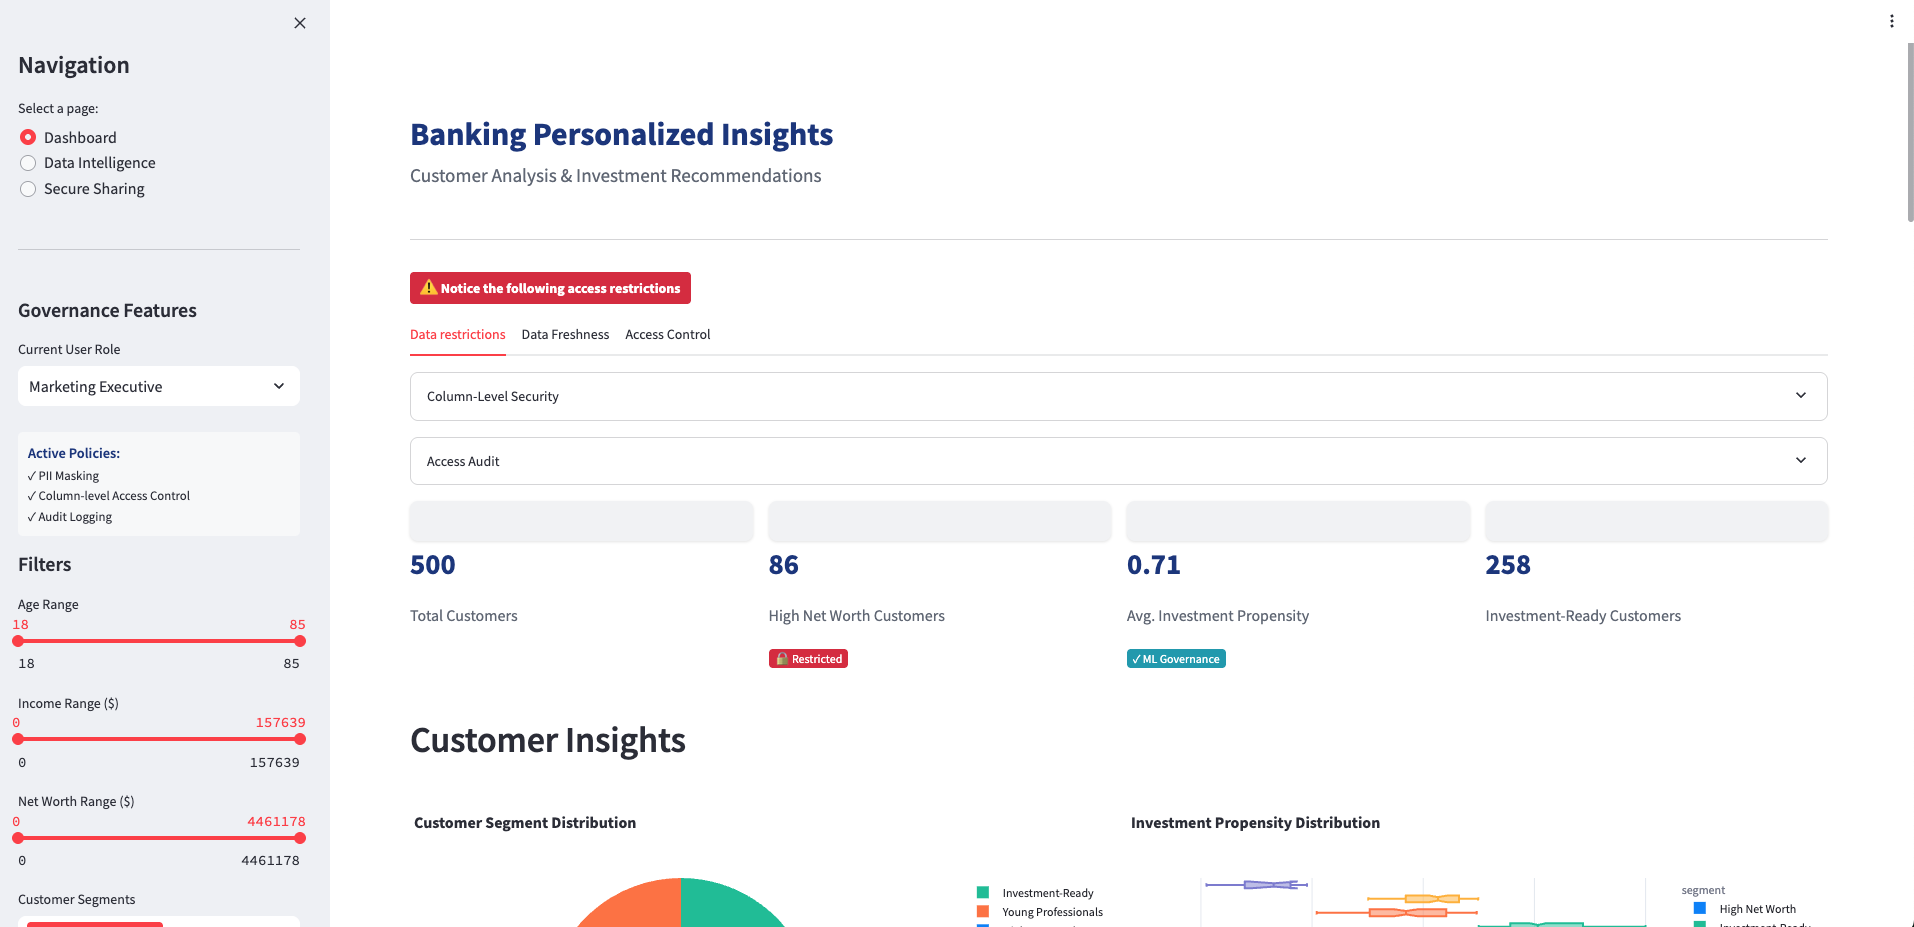 Navigation
Select a page:
Dashboard
Data Intelligence
Secure Sharing
Governance Features
Current User Role
Marketing Executive
Active Policies:
✓ PII Masking
✓ Column-level Access Control
✓ Audit Logging
Filters
Age Range
18 85
18 85
Income Range ($)
0 157639
0 157639
Net Worth Range ($)
0 4461178
0 4461178
Customer Segments
Banking Personalized Insights
Customer Analysis & Investment Recommendations
⚠️ Notice the following access restrictions
Data restrictions Data Freshness Access Control
Column-Level Security
Access Audit
500
Total Customers
86
High Net Worth Customers
🔒 Restricted
0.71
Avg. Investment Propensity
✓ ML Governance
258
Investment-Ready Customers
Customer Insights
Customer Segment Distribution
Investment-Ready
Young Professionals
Investment Propensity Distribution
segment
High Net Worth
Investment-Ready